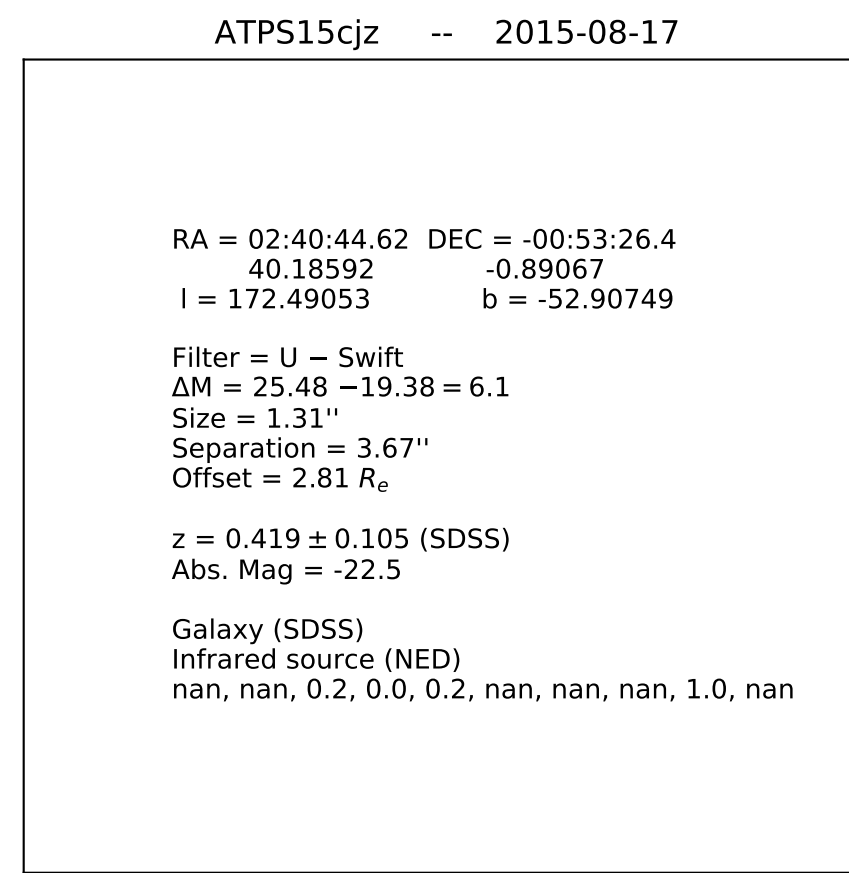 ATPS15cjz -- 2015-08-17
RA = 02:40:44.62 DEC = -00:53:26.4
40.18592 -0.89067
l = 172.49053 b = -52.90749
Filter = U − Swift
ΔM = 25.48 −19.38 = 6.1
Size = 1.31''
Separation = 3.67''
Offset = 2.81 Rₑ
z = 0.419 ± 0.105 (SDSS)
Abs. Mag = -22.5
Galaxy (SDSS)
Infrared source (NED)
nan, nan, 0.2, 0.0, 0.2, nan, nan, nan, 1.0, nan